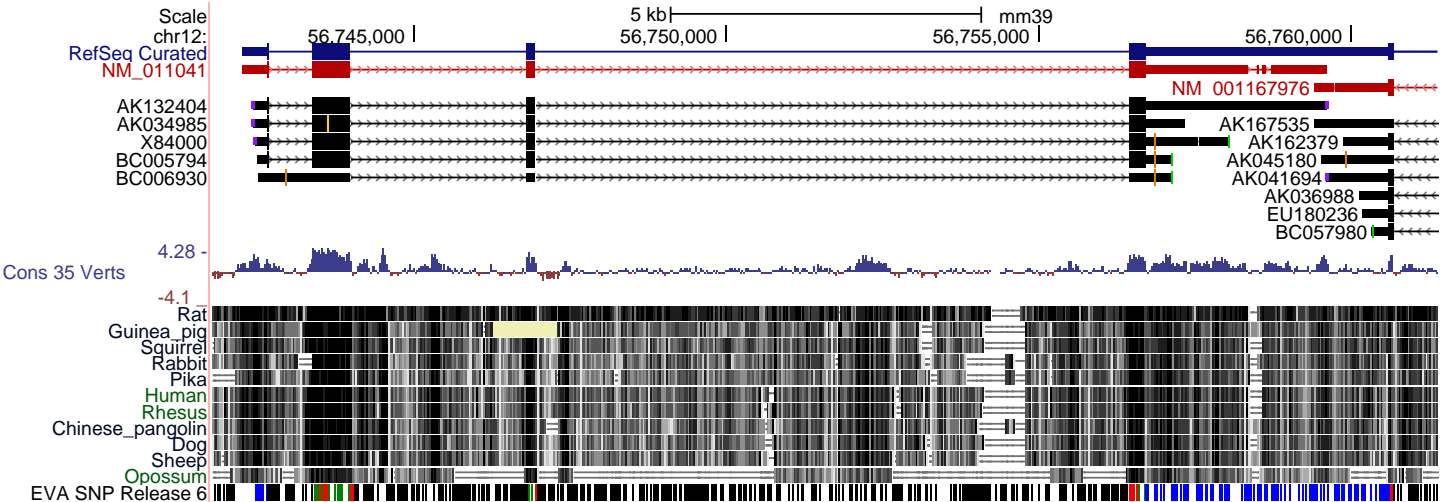 Scale 5 kb mm39
chr12: 56,745,000 56,750,000 56,755,000 56,760,000
RefSeq Curated
NM_011041
NM_001167976
AK132404
AK034985 AK167535
X84000 AK162379
BC005794 AK045180
BC006930 AK041694
AK036988
EU180236
BC057980
4.28 -
Cons 35 Verts
-4.1 _
Rat
Guinea_pig
Squirrel
Rabbit
Pika
Human
Rhesus
Chinese_pangolin
Dog
Sheep
Opossum
EVA SNP Release 6